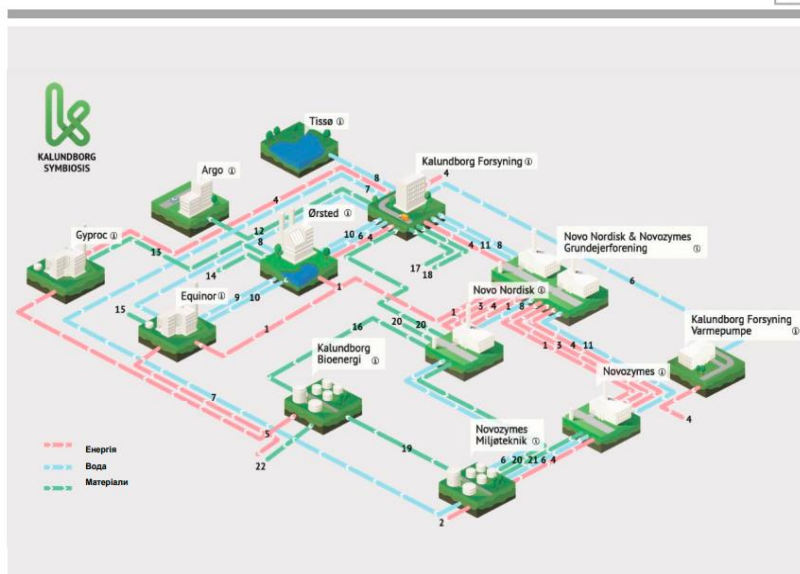 KALUNDBORG
SYMBIOSIS
Tissø
Argo
Kalundborg Forsyning
4
8
7
4
12
8
Ørsted
Gyproc
13
10 6 4
4 11 8
Novo Nordisk & Novozymes
Grundejerforening
17
18
14
Equinor
9 10
1
Novo Nordisk
6
15
1
1 3 4 1 8
16
20 20
Kalundborg
Bioenergi
1 3 4 11
Kalundborg Forsyning
Varmepumpe
Novozymes
7
4
5
22
19
Novozymes
Miljøteknik
6 20 21 6 4
2
Енергія
Вода
Матеріали